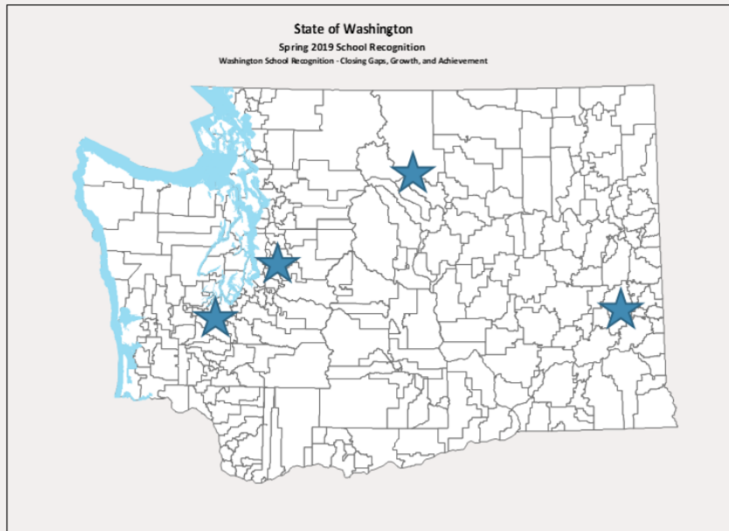 State of Washington
Spring 2019 School Recognition
Washington School Recognition - Closing Gaps, Growth, and Achievement